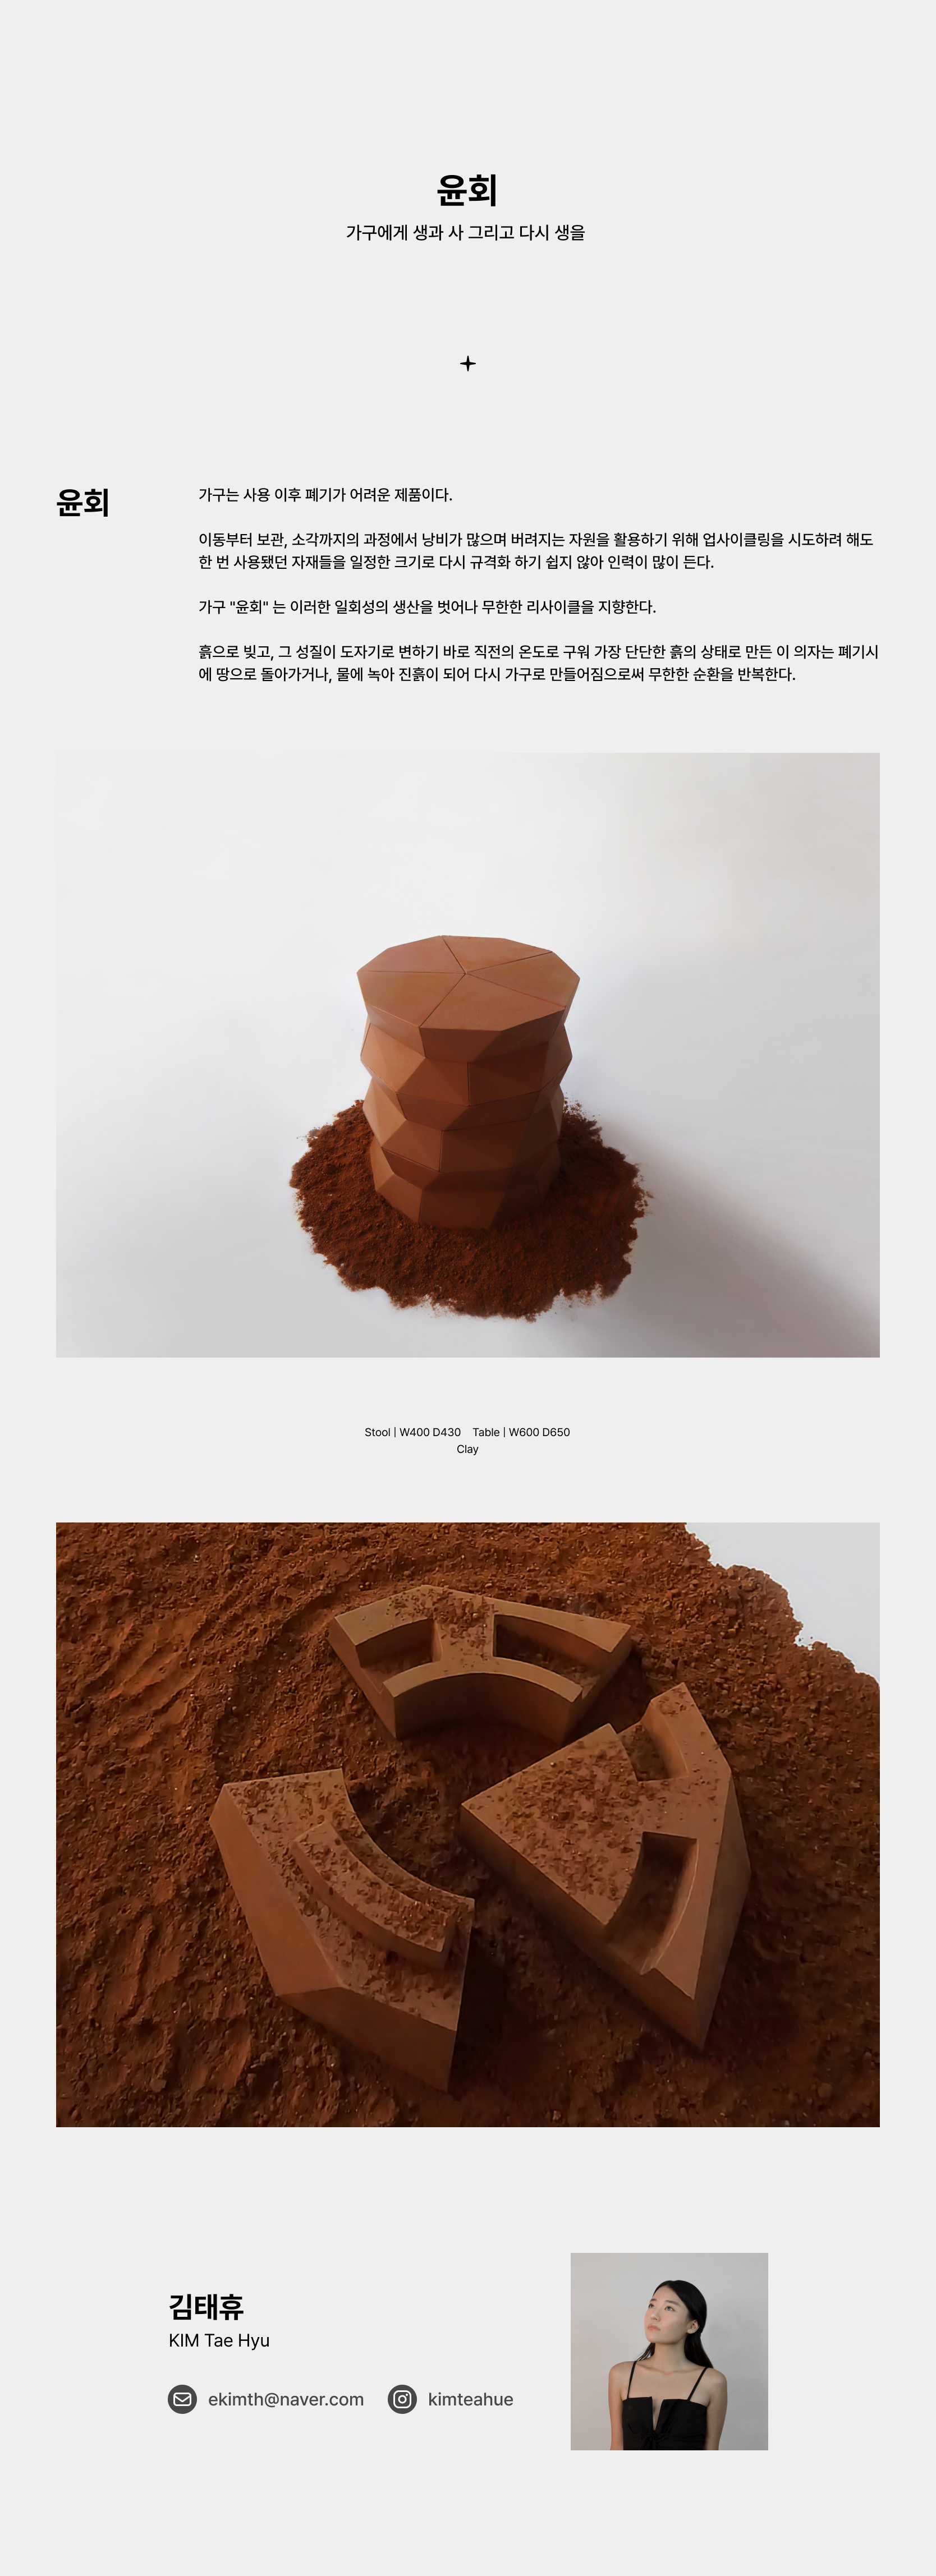 윤회
가구에게 생과 사 그리고 다시 생을
윤회
가구는 사용 이후 폐기가 어려운 제품이다.
이동부터 보관, 소각까지의 과정에서 낭비가 많으며 버려지는 자원을 활용하기 위해 업사이클링을 시도하려 해도
한 번 사용됐던 자재들을 일정한 크기로 다시 규격화 하기 쉽지 않아 인력이 많이 든다.
가구 "윤회" 는 이러한 일회성의 생산을 벗어나 무한한 리사이클을 지향한다.
흙으로 빚고, 그 성질이 도자기로 변하기 바로 직전의 온도로 구워 가장 단단한 흙의 상태로 만든 이 의자는 폐기시
에 땅으로 돌아가거나, 물에 녹아 진흙이 되어 다시 가구로 만들어짐으로써 무한한 순환을 반복한다.
Stool | W400 D430 Table | W600 D650
Clay
김태휴
KIM Tae Hyu
ekimth@naver.com kimteahue